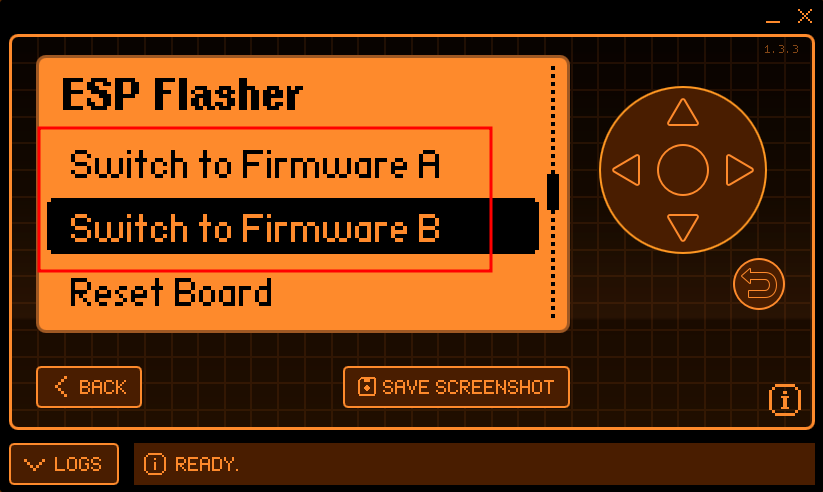 1.3.3
ESP Flasher
Switch to Firmware A
Switch to Firmware B
Reset Board
BACK
SAVE SCREENSHOT
LOGS
READY.